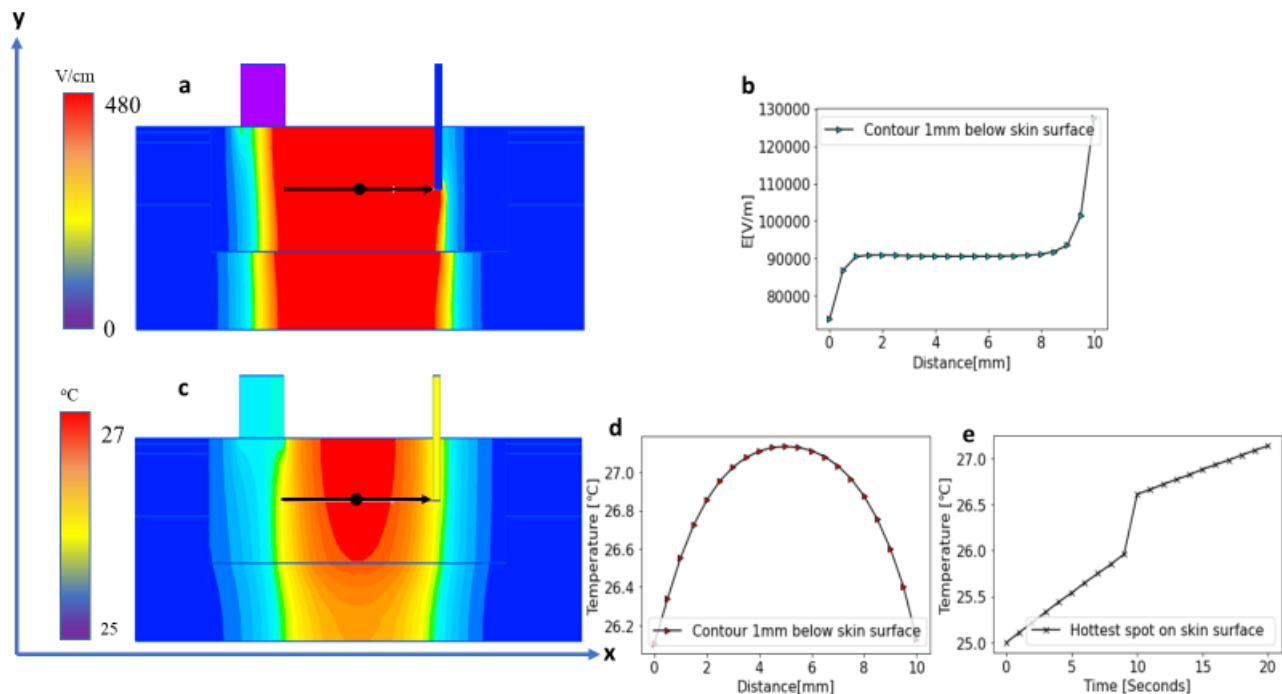 y
V/cm
480
0
a
b
130000
120000
110000
100000
90000
80000
E[V/m]
Contour 1mm below skin surface
0 2 4 6 8 10
Distance[mm]
°C
27
25
c
d
27.0
26.8
26.6
26.4
26.2
Temperature [°C]
Contour 1mm below skin surface
0 2 4 6 8 10
Distance[mm]
e
27.0
26.5
26.0
25.5
25.0
Temperature [°C]
Hottest spot on skin surface
0 5 10 15 20
Time [Seconds]
x